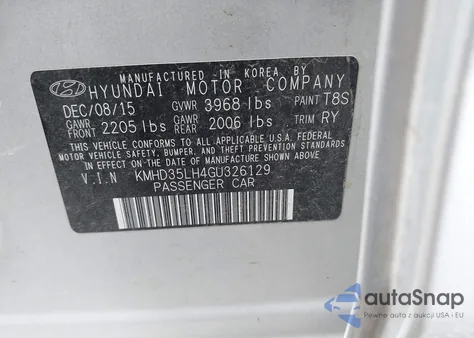 MANUFACTURED IN KOREA BY
HYUNDAI MOTOR COMPANY
DEC/08/15 GVWR 3968 lbs PAINT T8S
GAWR FRONT 2205 lbs GAWR REAR 2006 lbs TRIM RY
THIS VEHICLE CONFORMS TO ALL APPLICABLE U.S.A. FEDERAL
MOTOR VEHICLE SAFETY, BUMPER, AND THEFT PREVENTION STANDARDS
IN EFFECT ON THE DATE OF MANUFACTURE SHOWN ABOVE.
V.I.N KMHD35LH4GU326129
PASSENGER CAR
autoSnap
Pewne auta z aukcji USA i EU